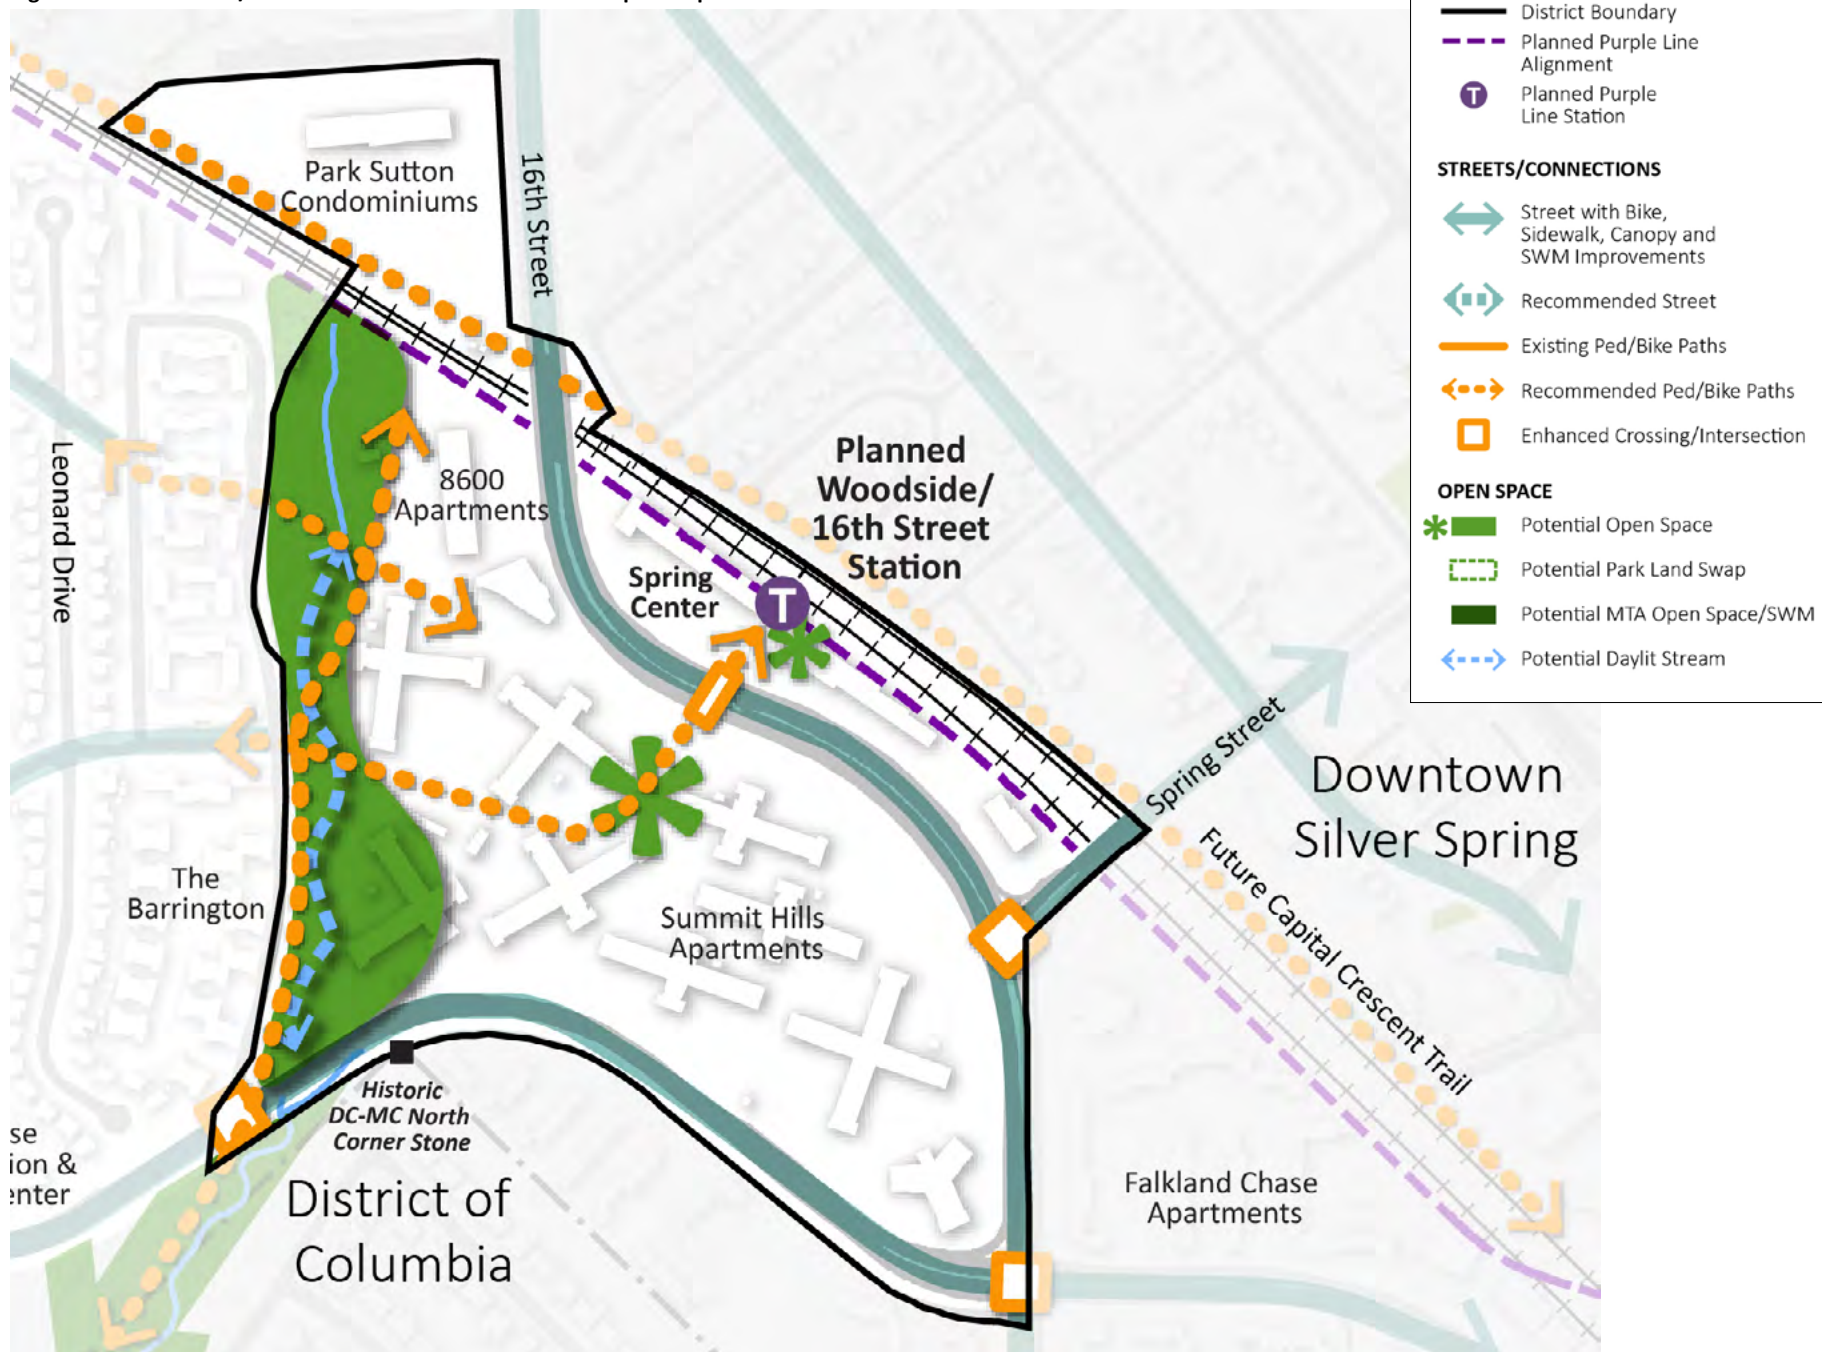 District Boundary
Planned Purple Line
Alignment
T
Planned Purple
Line Station
STREETS/CONNECTIONS
Street with Bike,
Sidewalk, Canopy and
SWM Improvements
Recommended Street
Existing Ped/Bike Paths
Recommended Ped/Bike Paths
Enhanced Crossing/Intersection
OPEN SPACE
Potential Open Space
Potential Park Land Swap
Potential MTA Open Space/SWM
Potential Daylit Stream
Park Sutton
Condominiums
16th Street
Leonard Drive
8600
Apartments
Planned
Woodside/
16th Street
Station
Spring
Center
T
Spring Street
Downtown
Silver Spring
Future Capital Crescent Trail
The
Barrington
Summit Hills
Apartments
Historic
DC-MC North
Corner Stone
se
ion &
enter
District of
Columbia
Falkland Chase
Apartments